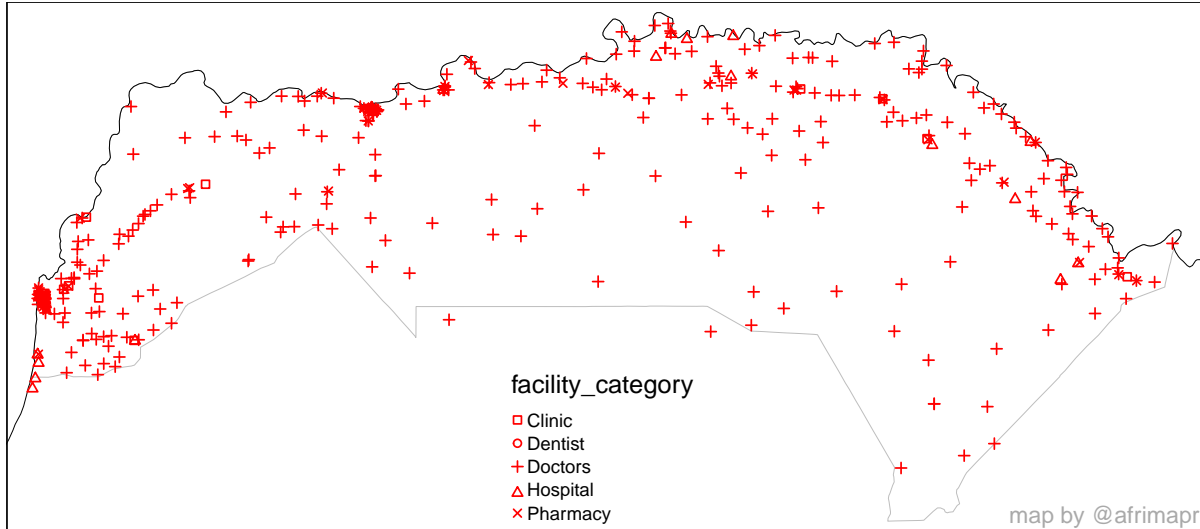 facility_category
Clinic
Dentist
Doctors
Hospital
Pharmacy
map by @afrimapr